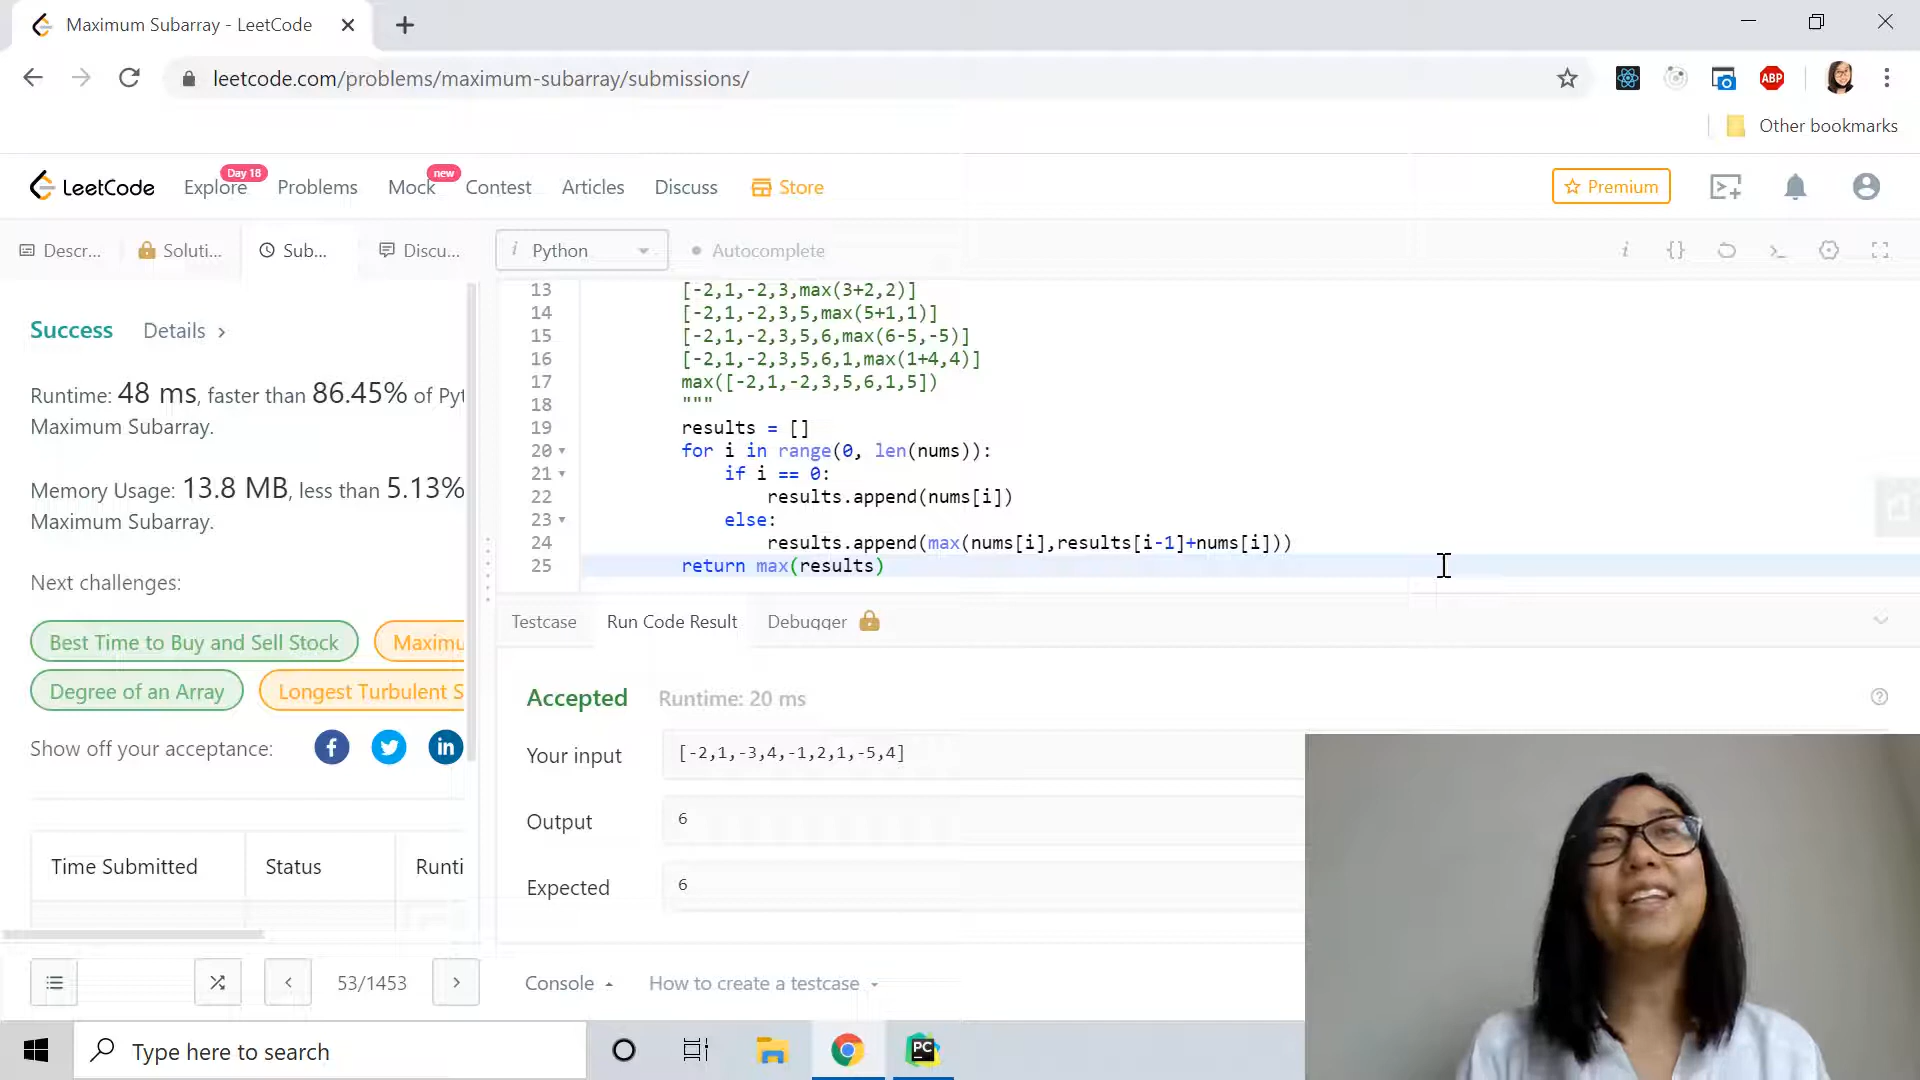 Maximum Subarray - LeetCode
leetcode.com/problems/maximum-subarray/submissions/
ABP
Other bookmarks
LeetCode
Explore
Day 18
Problems
Mock
new
Contest
Articles
Discuss
Store
Premium
Descr...
Soluti...
Sub...
Discu...
i Python
Autocomplete
i {}
Success
Details
Runtime: 48 ms, faster than 86.45% of Pyt
Maximum Subarray.
Memory Usage: 13.8 MB, less than 5.13%
Maximum Subarray.
Next challenges:
Best Time to Buy and Sell Stock
Maximu
Degree of an Array
Longest Turbulent S
Show off your acceptance:
Time Submitted
Status
Runti
53/1453
13 [-2,1,-2,3,max(3+2,2)]
14 [-2,1,-2,3,5,max(5+1,1)]
15 [-2,1,-2,3,5,6,max(6-5,-5)]
16 [-2,1,-2,3,5,6,1,max(1+4,4)]
17 max([-2,1,-2,3,5,6,1,5])
18 """
19 results = []
20 for i in range(0, len(nums)):
21 if i == 0:
22 results.append(nums[i])
23 else:
24 results.append(max(nums[i],results[i-1]+nums[i]))
25 return max(results)
Testcase
Run Code Result
Debugger
Accepted
Runtime: 20 ms
Your input
[-2,1,-3,4,-1,2,1,-5,4]
Output
6
Expected
6
Console
How to create a testcase
Type here to search
PC